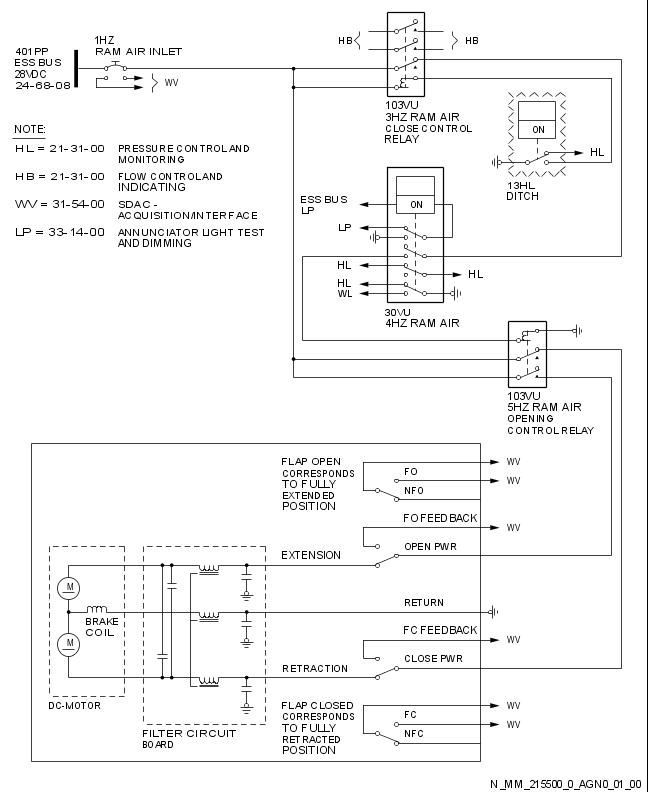 401PP
ESS BUS
28VDC
24-68-08
1HZ
RAM AIR INLET
WV
HB
HB
103VU
3HZ RAM AIR
CLOSE CONTROL
RELAY
ON
HL
13HL
DITCH
NOTE:
HL = 21-31-00 PRESSURE CONTROL AND
MONITORING
HB = 21-31-00 FLOW CONTROL AND
INDICATING
WV = 31-54-00 SDAC -
ACQUISITION/INTERFACE
LP = 33-14-00 ANNUNCIATOR LIGHT TEST
AND DIMMING
ESS BUS
LP
ON
LP
HL
HL
HL
WL
30VU
4HZ RAM AIR
103VU
5HZ RAM AIR
OPENING
CONTROL RELAY
FLAP OPEN
CORRESPONDS
TO FULLY
EXTENDED
POSITION
WV
FO
WV
NFO
FO FEEDBACK
WV
EXTENSION
OPEN PWR
M
BRAKE
COIL
M
DC-MOTOR
FILTER CIRCUIT
BOARD
RETURN
FC FEEDBACK
WV
RETRACTION
CLOSE PWR
FLAP CLOSED
CORRESPONDS
TO FULLY
RETRACTED
POSITION
WV
FC
WV
NFC
N_MM_215500_0_AGN0_01_00